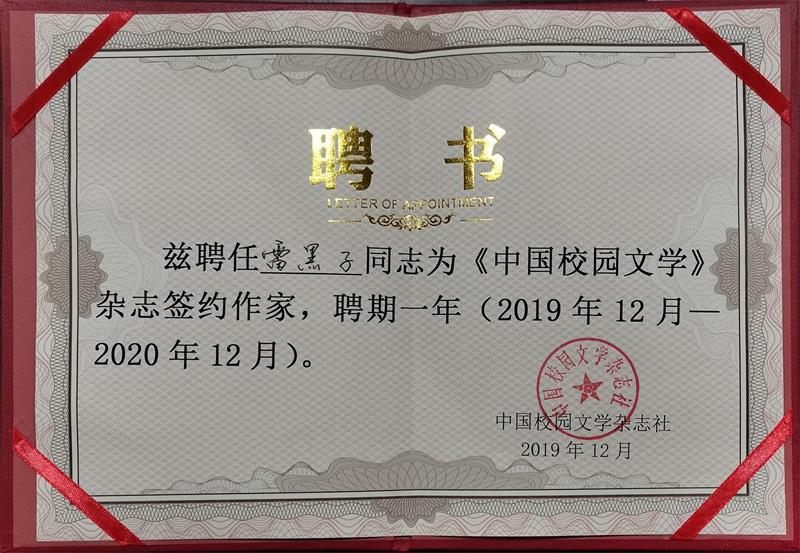 聘书
LETTER OF APPOINTMENT
兹聘任雷黑子同志为《中国校园文学》
杂志签约作家，聘期一年（2019年12月—
2020年12月）。
中国校园文学杂志社
中国校园文学杂志社
2019年12月